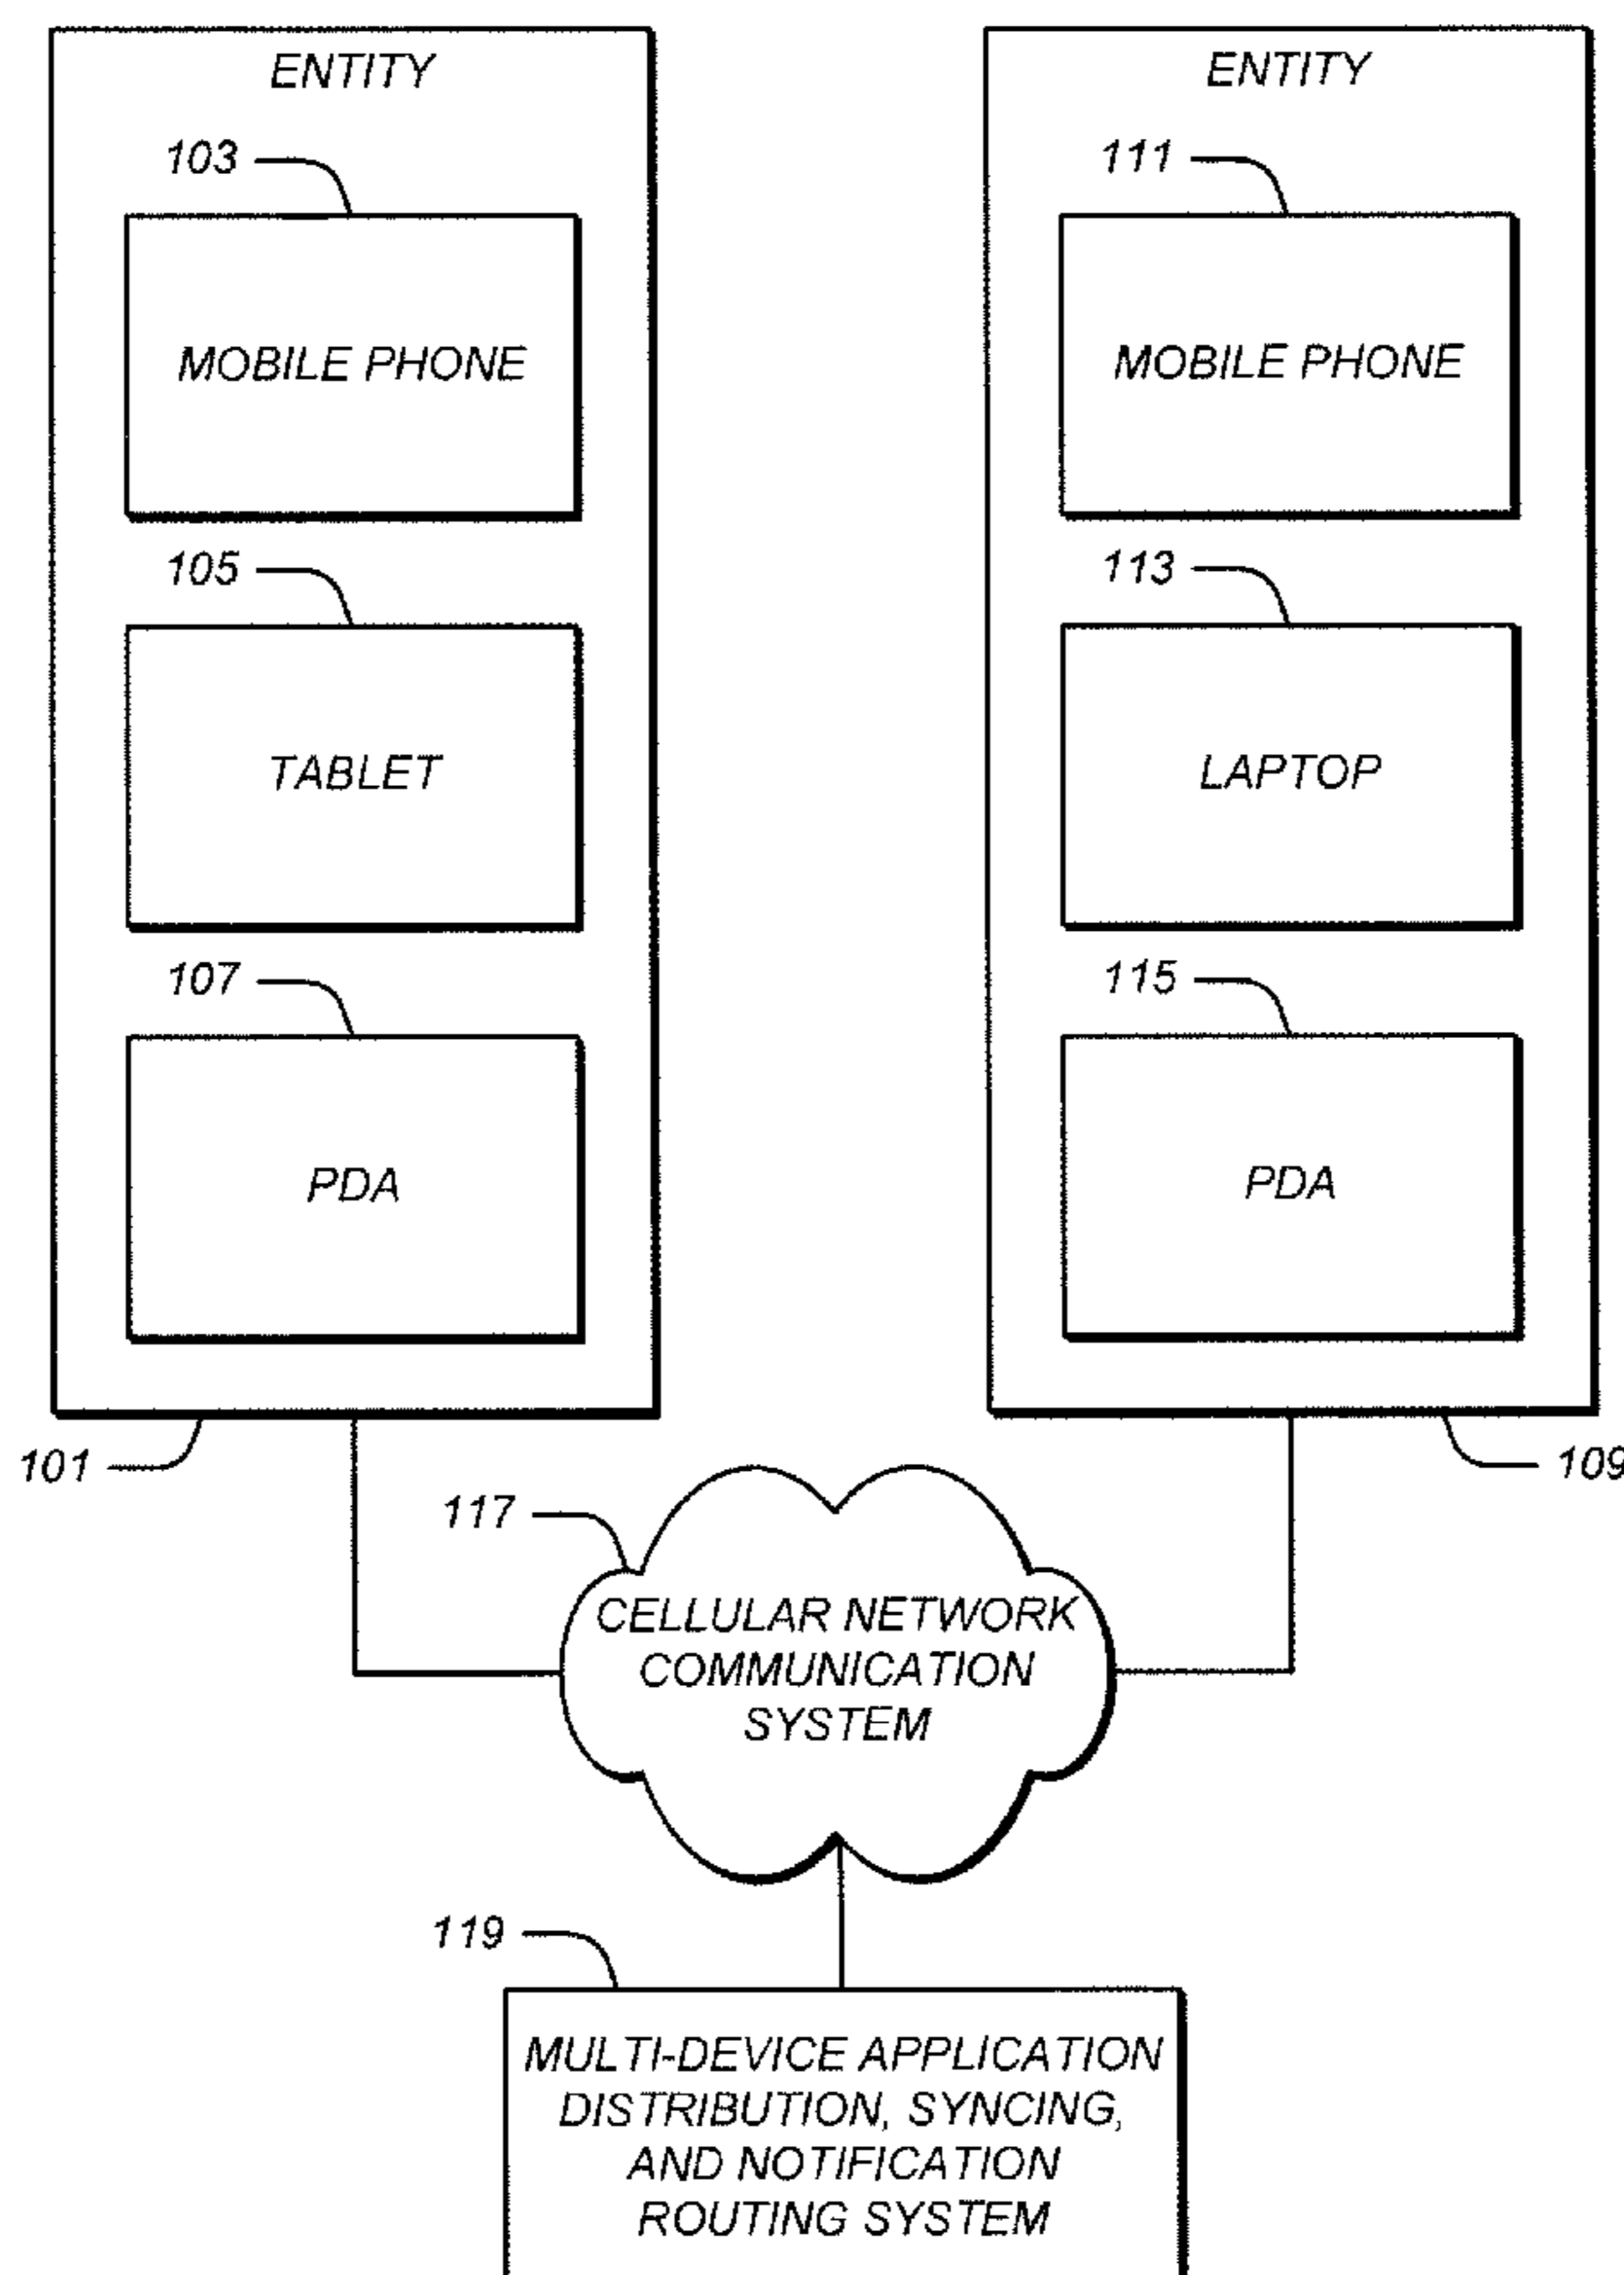 ENTITY
103
MOBILE PHONE
105
TABLET
107
PDA
101
ENTITY
111
MOBILE PHONE
113
LAPTOP
115
PDA
109
117
CELLULAR NETWORK
COMMUNICATION
SYSTEM
119
MULTI-DEVICE APPLICATION
DISTRIBUTION, SYNCING,
AND NOTIFICATION
ROUTING SYSTEM